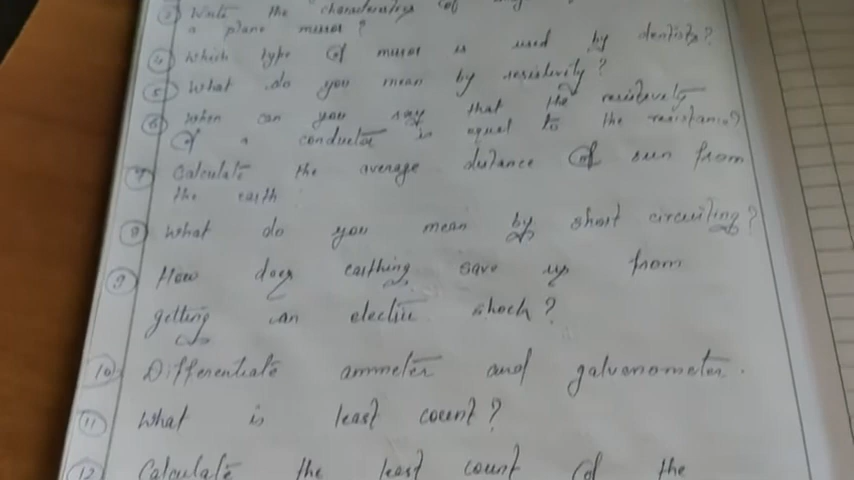 3 Write the characteristics of
a plane mirror ?
4 Which type of mirror is used by dentists?
5 What do you mean by resistivity ?
6 When can you say that the resistivity
of a conductor is equal to the resistance?
7 Calculate the average distance of sun from
the earth
8 What do you mean by short circuiting ?
9 How does earthing save us from
getting an electric shock ?
10 Differentiate ammeter and galvanometer .
11 What is least count ?
12 Calculate the least count of the